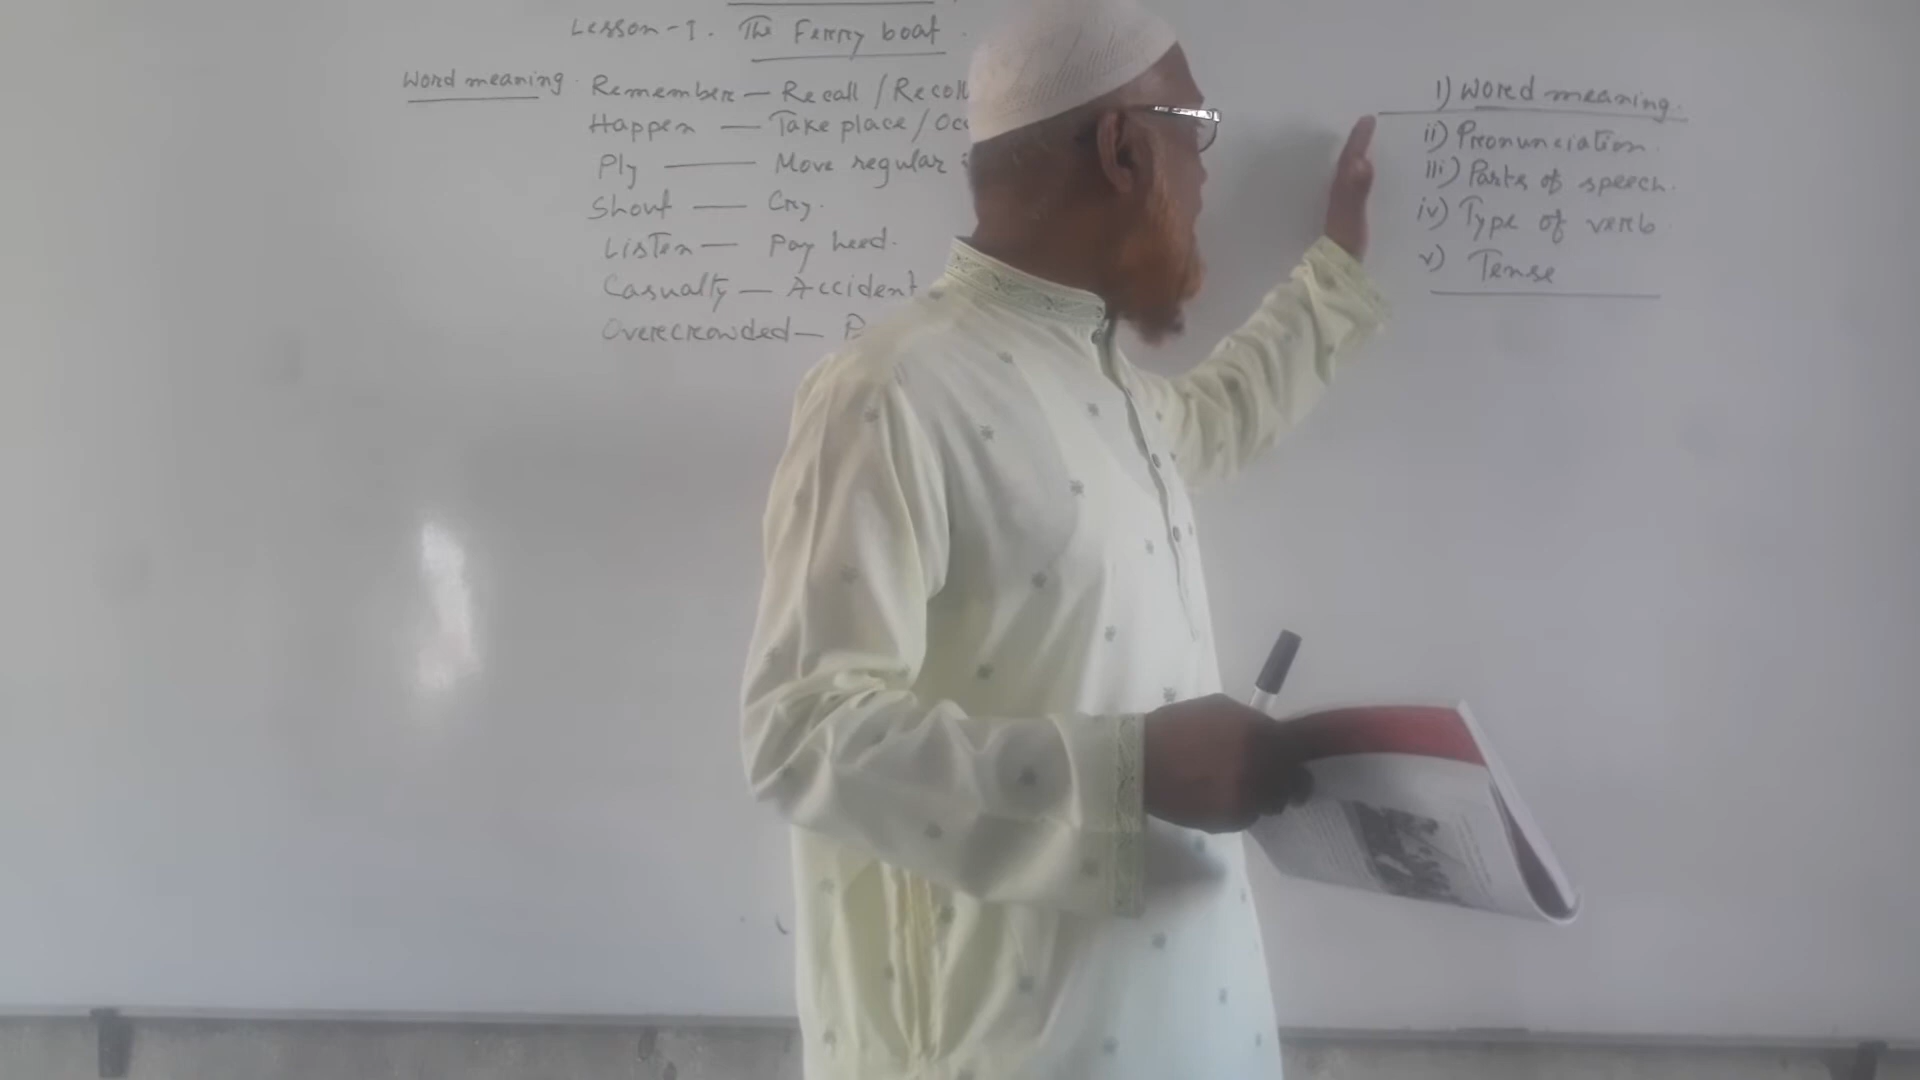 Lesson-1. The Ferry boat.
Word meaning. Remember — Recall / Recoll
Happen — Take place / Occ
Ply — Move regular
Shout — Cry.
Listen — Pay heed.
Casualty — Accident
Overcrowded —
i) Word meaning.
ii) Pronunciation.
iii) Parts of speech.
iv) Type of verb.
v) Tense